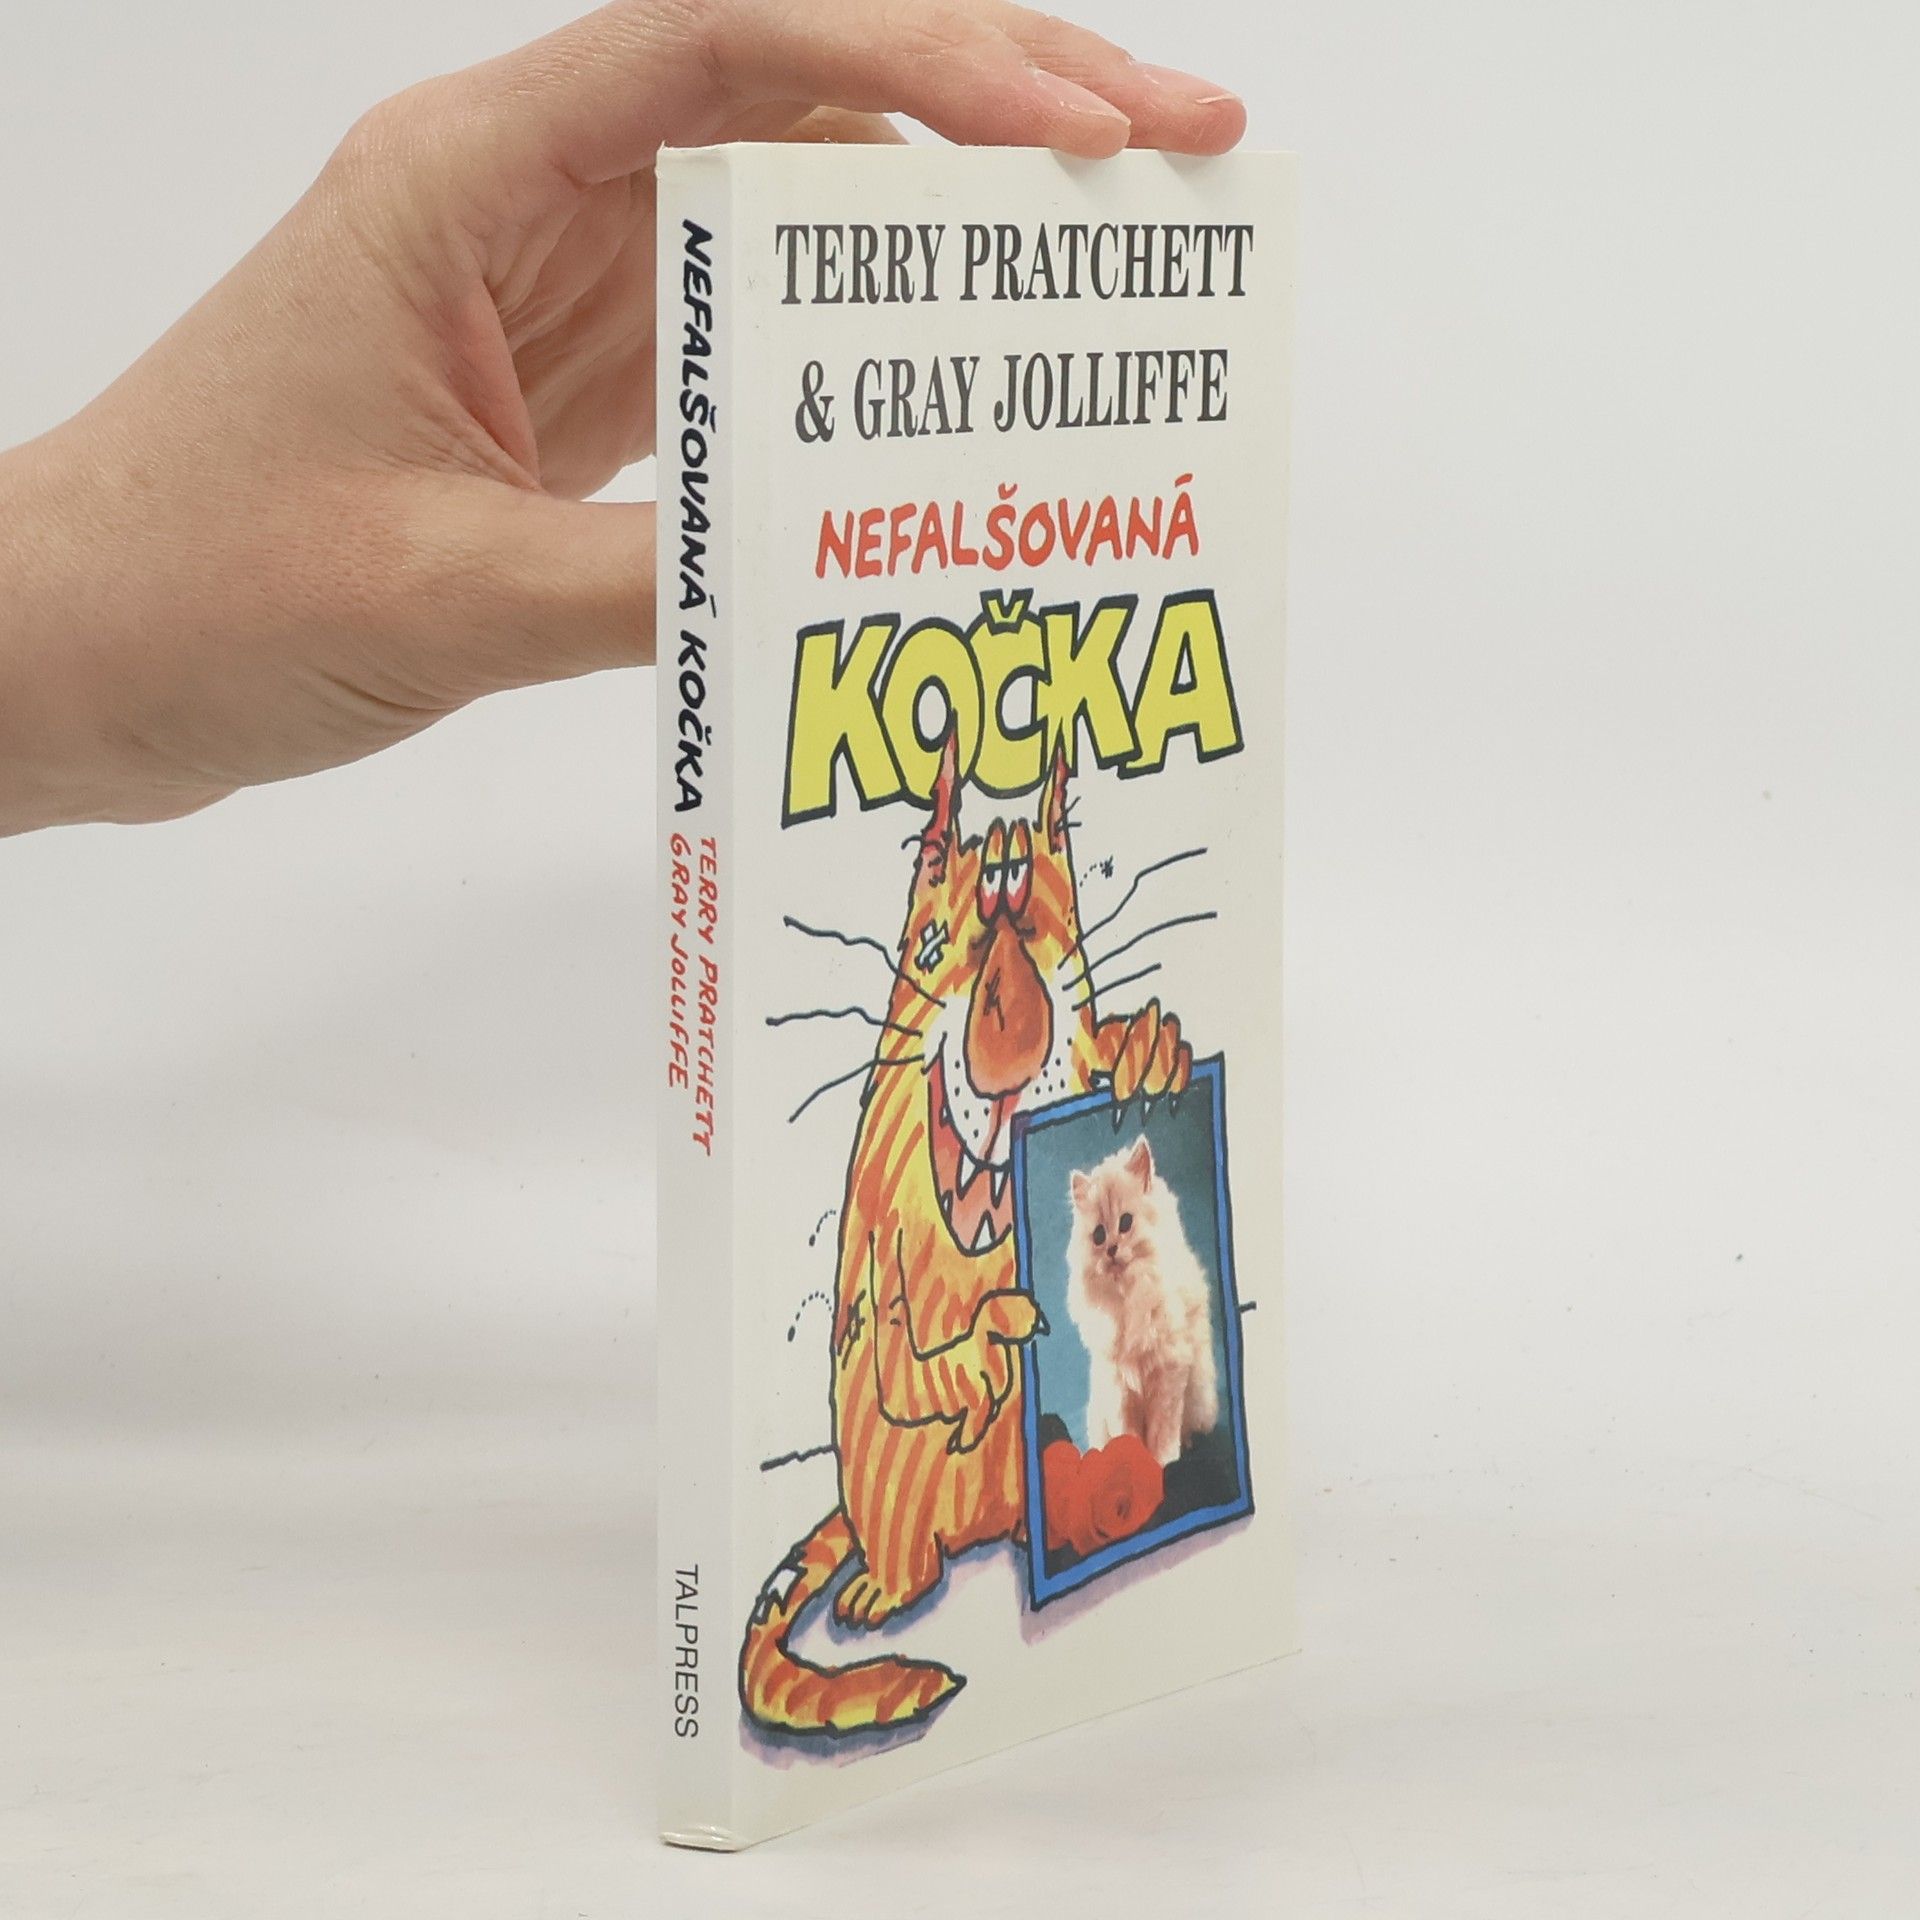 TERRY PRATCHETT
& GRAY JOLLIFFE
NEFALŠOVANÁ
KOČKA
NEFALŠOVANÁ KOČKA
TERRY PRATCHETT
GRAY JOLLIFFE
TALPRESS